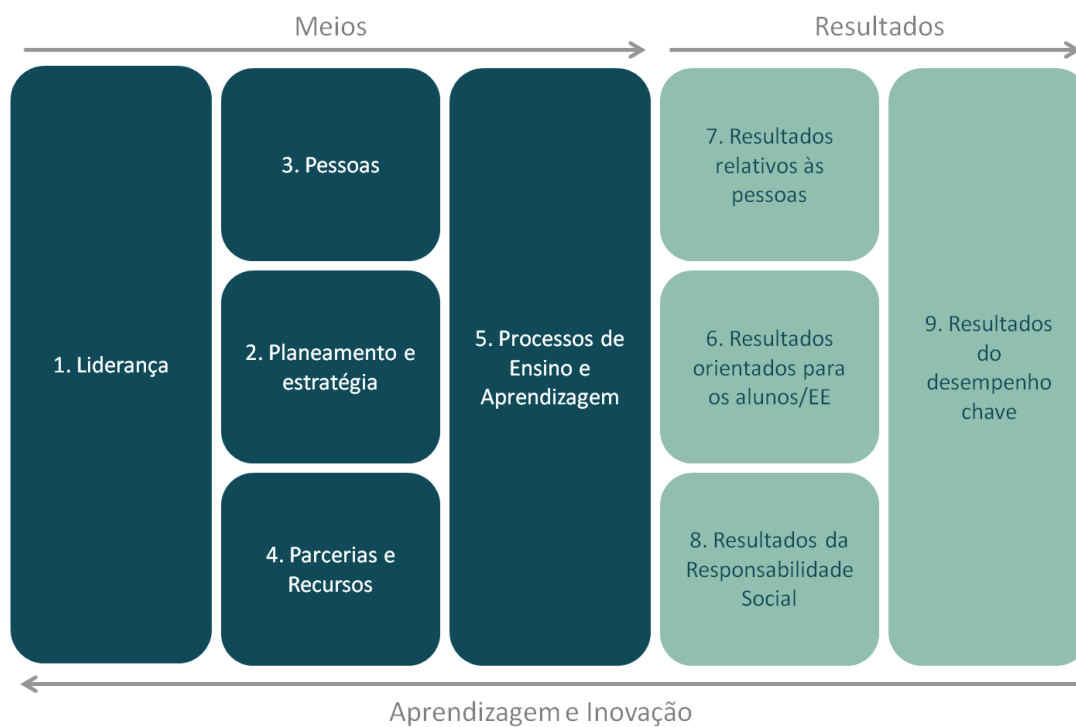 Meios
Resultados
1. Liderança
3. Pessoas
2. Planeamento e
estratégia
4. Parcerias e
Recursos
5. Processos de
Ensino e
Aprendizagem
7. Resultados
relativos às
pessoas
6. Resultados
orientados para
os alunos/EE
8. Resultados da
Responsabilidade
Social
9. Resultados
do
desempenho
chave
Aprendizagem e Inovação